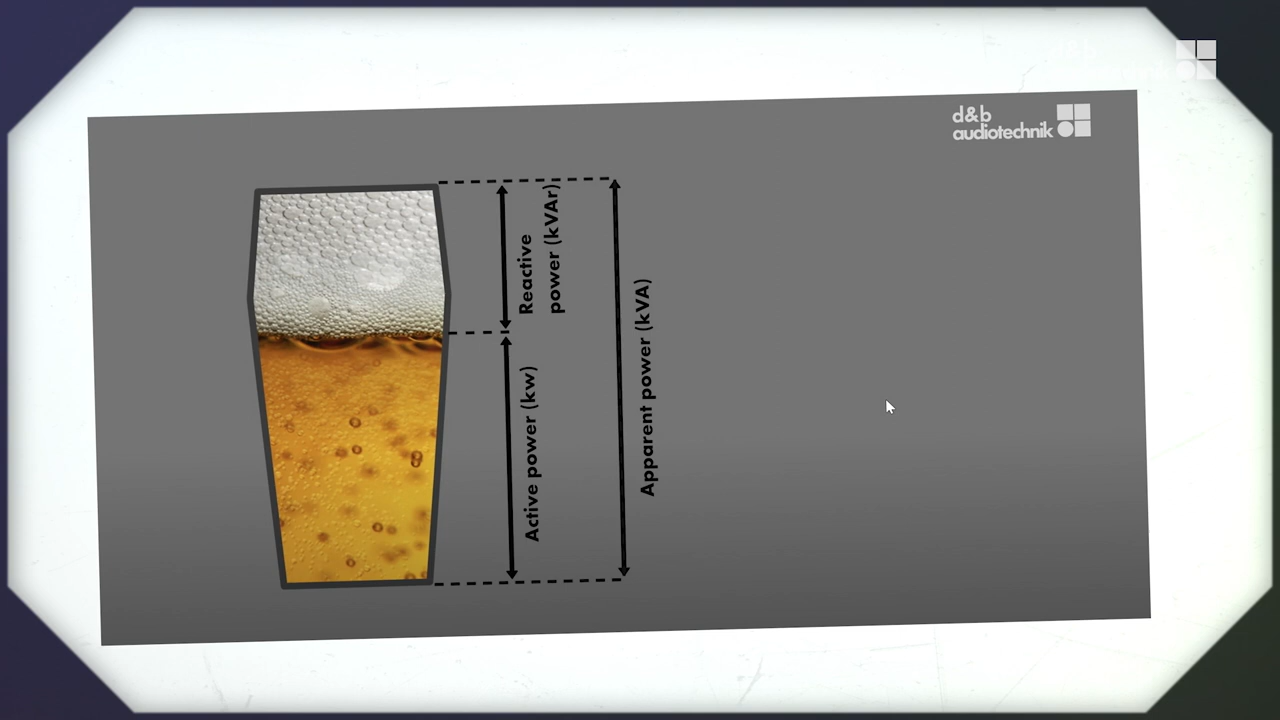 d&b
audiotechnik
Reactive
power (kVAr)
Active power (kw)
Apparent power (kVA)